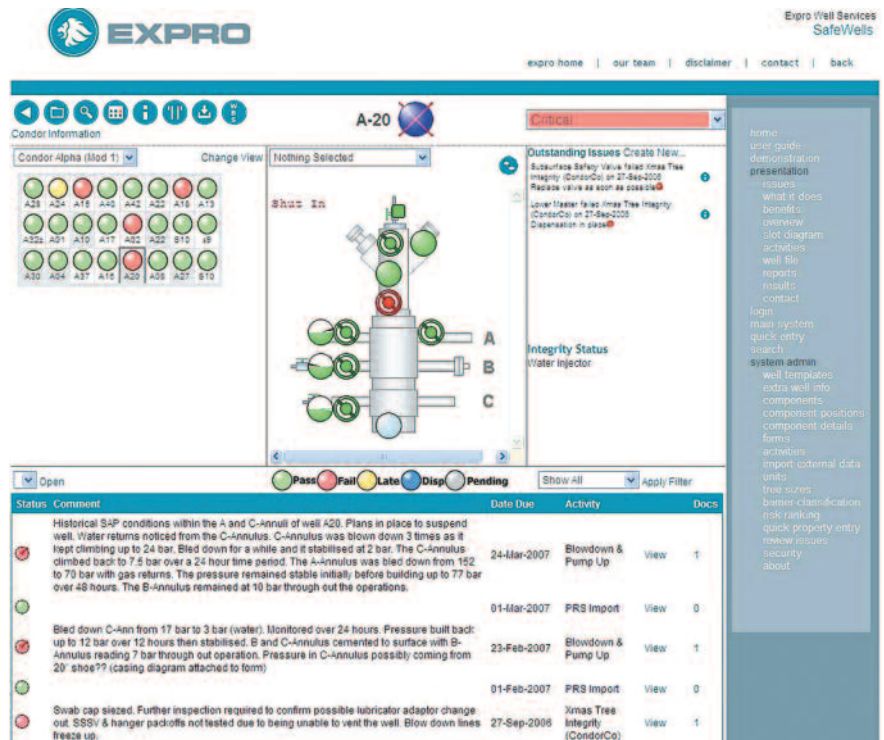 EXPRO
Expro Well Services
SafeWells
expro home | our team | disclaimer | contact | back
Condor Information
A-20
Critical
Condor Alpha (Mod 1)
Change View
Nothing Selected
A28 A24 A15 A40 A42 A22 A18 A13
A32s A01 A10 A17 A02 A22 S10 s9
A30 A04 A37 A16 A20 A08 A27 S10
Shut In
A
B
C
Outstanding Issues Create New...
Subsurface Safety Valve failed Xmas Tree
Integrity (CondorCo) on 27-Sep-2006
Replace valve as soon as possible
Lower Master failed Xmas Tree Integrity
(CondorCo) on 27-Sep-2006
Dispensation in place
Integrity Status
Water injector
home
user guide
demonstration
presentation
issues
what it does
benefits
overview
slot diagram
activities
well file
reports
results
contact
login
main system
quick entry
search
system admin
well templates
extra well info
components
component positions
component details
forms
activities
import external data
units
tree sizes
barrier classification
risk ranking
quick property entry
review issues
security
about
Open
Pass Fail Late Disp Pending
Show All
Apply Filter
Status Comment Date Due Activity Docs
Historical SAP conditions within the A and C-Annuli of well A20. Plans in place to suspend
well. Water returns noticed from the C-Annulus. C-Annulus was blown down 3 times as it
kept climbing up to 24 bar. Bled down for a while and it stabilised at 2 bar. The C-Annulus
climbed back to 7.5 bar over a 24 hour time period. The A-Annulus was bled down from 152
to 70 bar with gas returns. The pressure remained stable initially before building up to 77 bar
over 48 hours. The B-Annulus remained at 10 bar through out the operations.
24-Mar-2007
Blowdown &
Pump Up
View
1
01-Mar-2007 PRS Import View 0
Bled down C-Ann from 17 bar to 3 bar (water). Monitored over 24 hours. Pressure built back
up to 12 bar over 12 hours then stabilised. B and C-Annulus cemented to surface with B-
Annulus reading 7 bar through out operation. Pressure in C-Annulus possibly coming from
20" shoe?? (casing diagram attached to form)
23-Feb-2007
Blowdown &
Pump Up
View
1
01-Feb-2007 PRS Import View 0
Swab cap siezed. Further inspection required to confirm possible lubricator adaptor change
out. SSSV & hanger packoffs not tested due to being unable to vent the well. Blow down lines
freeze up.
27-Sep-2006
Xmas Tree
Integrity
(CondorCo)
View
1